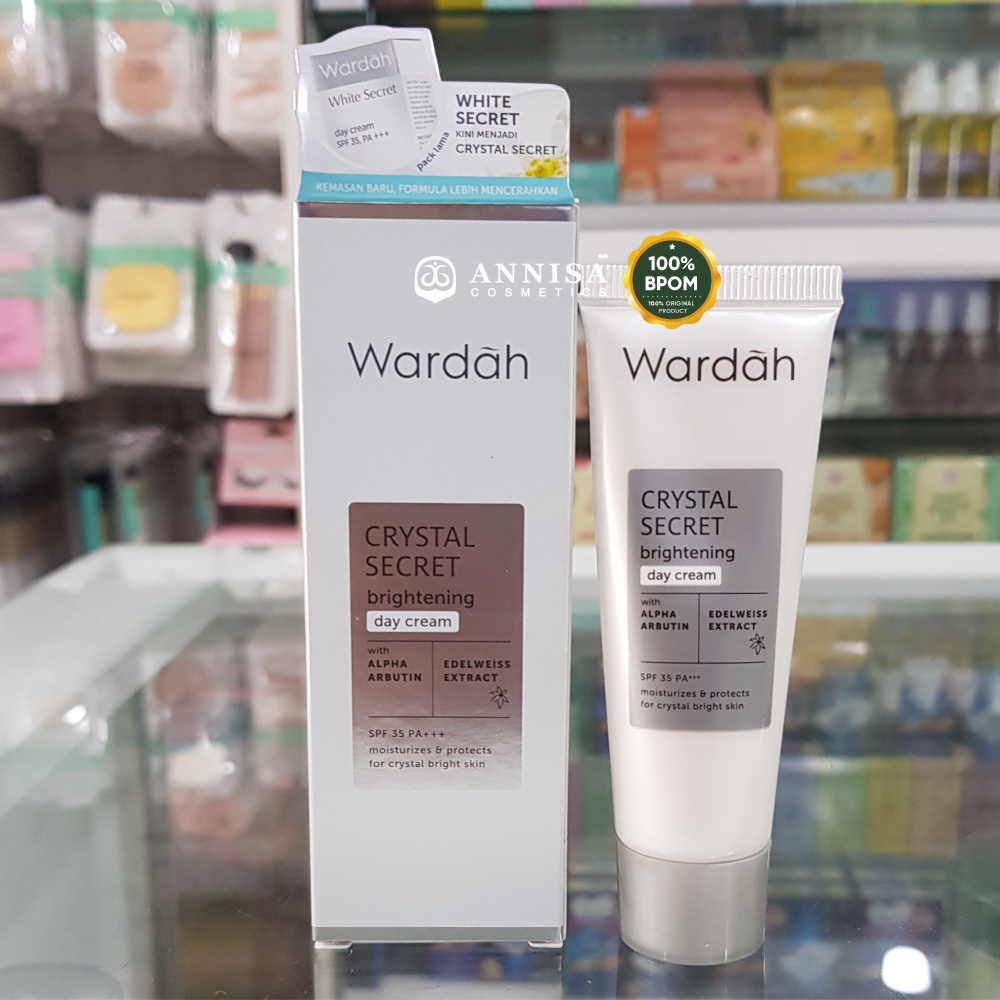 Wardāh
White Secret
day cream
SPF 35, PA +++
pack lama
WHITE
SECRET
KINI MENJADI
CRYSTAL SECRET
KEMASAN BARU, FORMULA LEBIH MENCERAHKAN
ANNISA
COSMETICS
100%
BPOM
100% ORIGINAL
PRODUCT
Wardāh
CRYSTAL
SECRET
brightening
day cream
with
ALPHA
ARBUTIN
EDELWEISS
EXTRACT
SPF 35 PA+++
moisturizes & protects
for crystal bright skin
Wardāh
CRYSTAL
SECRET
brightening
day cream
with
ALPHA
ARBUTIN
EDELWEISS
EXTRACT
SPF 35 PA+++
moisturizes & protects
for crystal bright skin